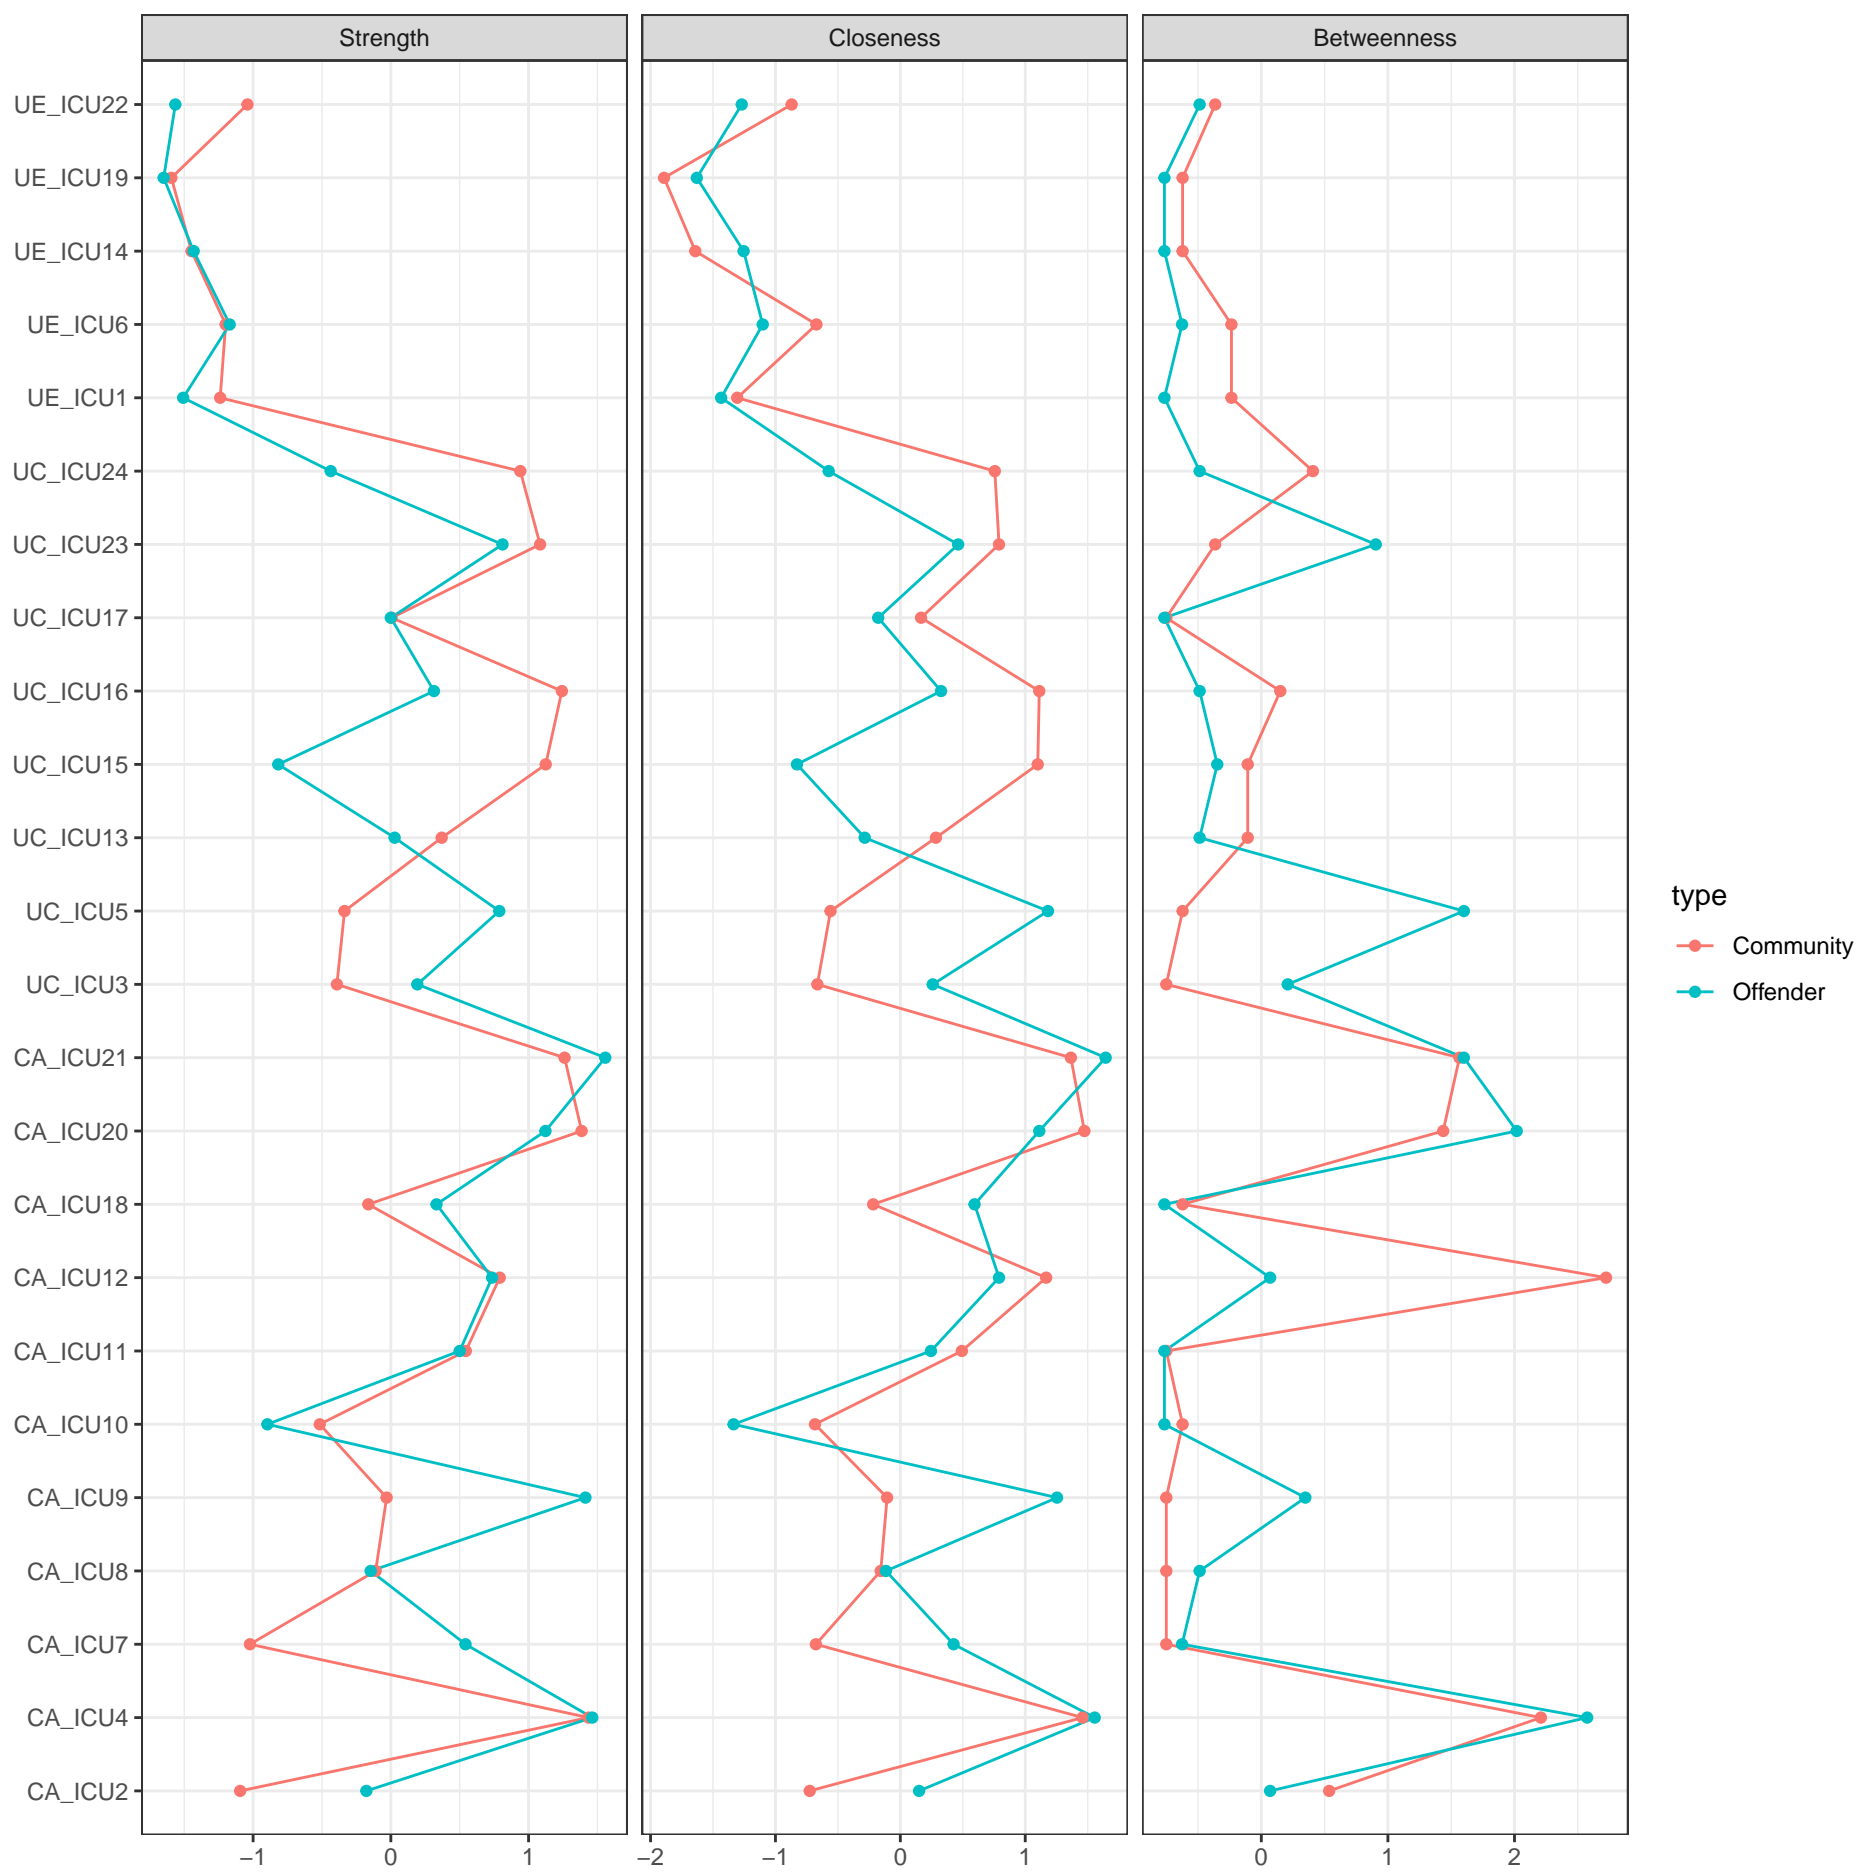 Strength Closeness Betweenness
UE_ICU22
UE_ICU19
UE_ICU14
UE_ICU6
UE_ICU1
UC_ICU24
UC_ICU23
UC_ICU17
UC_ICU16
UC_ICU15
UC_ICU13
UC_ICU5
UC_ICU3
CA_ICU21
CA_ICU20
CA_ICU18
CA_ICU12
CA_ICU11
CA_ICU10
CA_ICU9
CA_ICU8
CA_ICU7
CA_ICU4
CA_ICU2
−1 0 1 −2 −1 0 1 0 1 2
type
Community
Offender